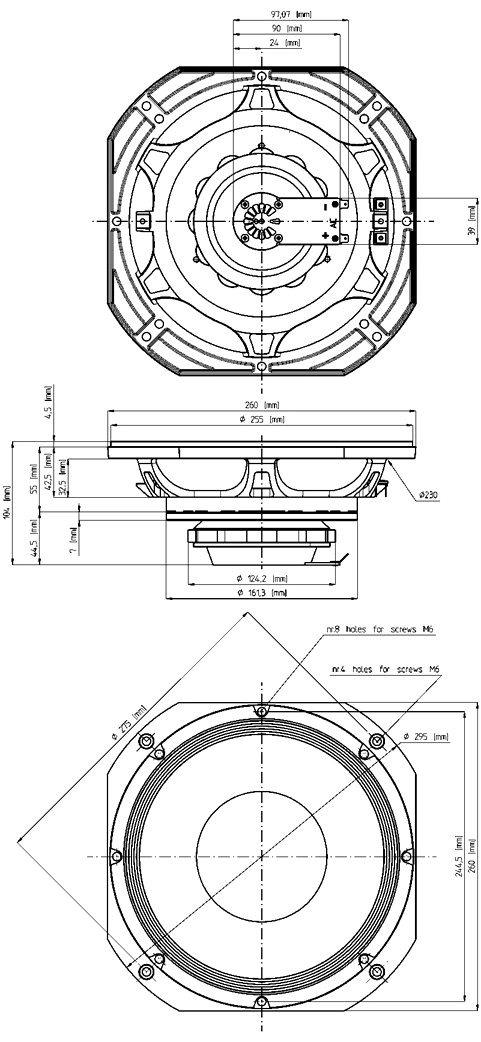 97,07 [mm]
90 [mm]
24 [mm]
39 [mm]
-
AC
+
4,5 [mm]
260 [mm]
Ø 255 [mm]
104 [mm]
55 [mm]
42,5 [mm]
32,5 [mm]
Ø230
44,5 [mm]
7 [mm]
Ø 124,2 [mm]
Ø 161,3 [mm]
nr.8 holes for screws M6
nr.4 holes for screws M6
Ø 275 [mm]
Ø 295 [mm]
244,5 [mm]
260 [mm]